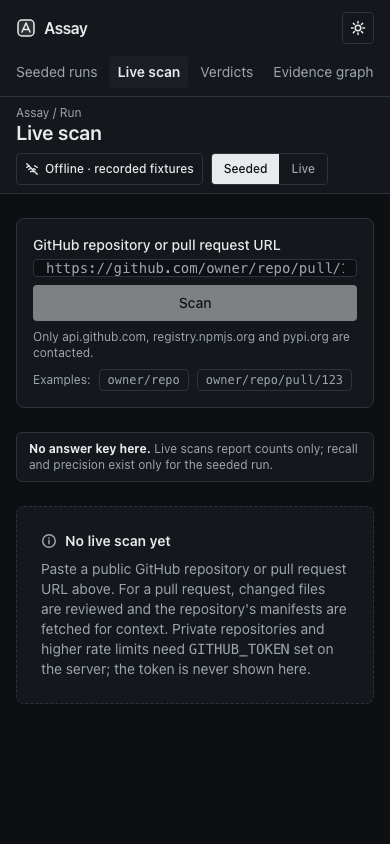 Assay
Seeded runs Live scan Verdicts Evidence graph
Assay / Run
Live scan
Offline · recorded fixtures Seeded Live
GitHub repository or pull request URL
https://github.com/owner/repo/pull/1
Scan
Only api.github.com, registry.npmjs.org and pypi.org are
contacted.
Examples: owner/repo owner/repo/pull/123
No answer key here. Live scans report counts only; recall
and precision exist only for the seeded run.
No live scan yet
Paste a public GitHub repository or pull request
URL above. For a pull request, changed files
are reviewed and the repository's manifests are
fetched for context. Private repositories and
higher rate limits need GITHUB_TOKEN set on
the server; the token is never shown here.